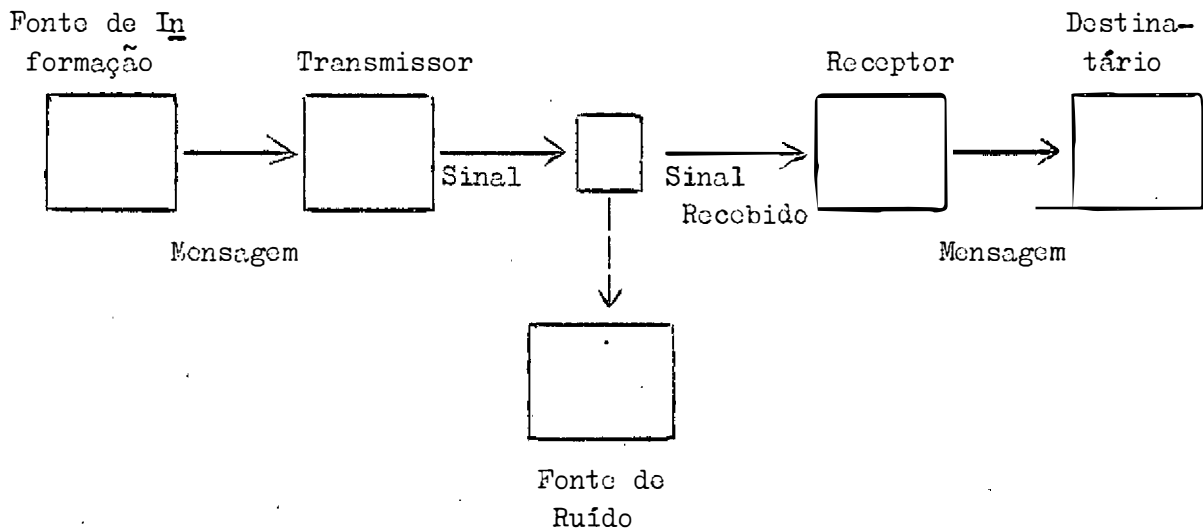 Fonte de In
formação
Transmissor
Receptor
Destina-
tário
Sinal
Sinal
Recebido
Mensagem
Mensagem
Fonte de
Ruído